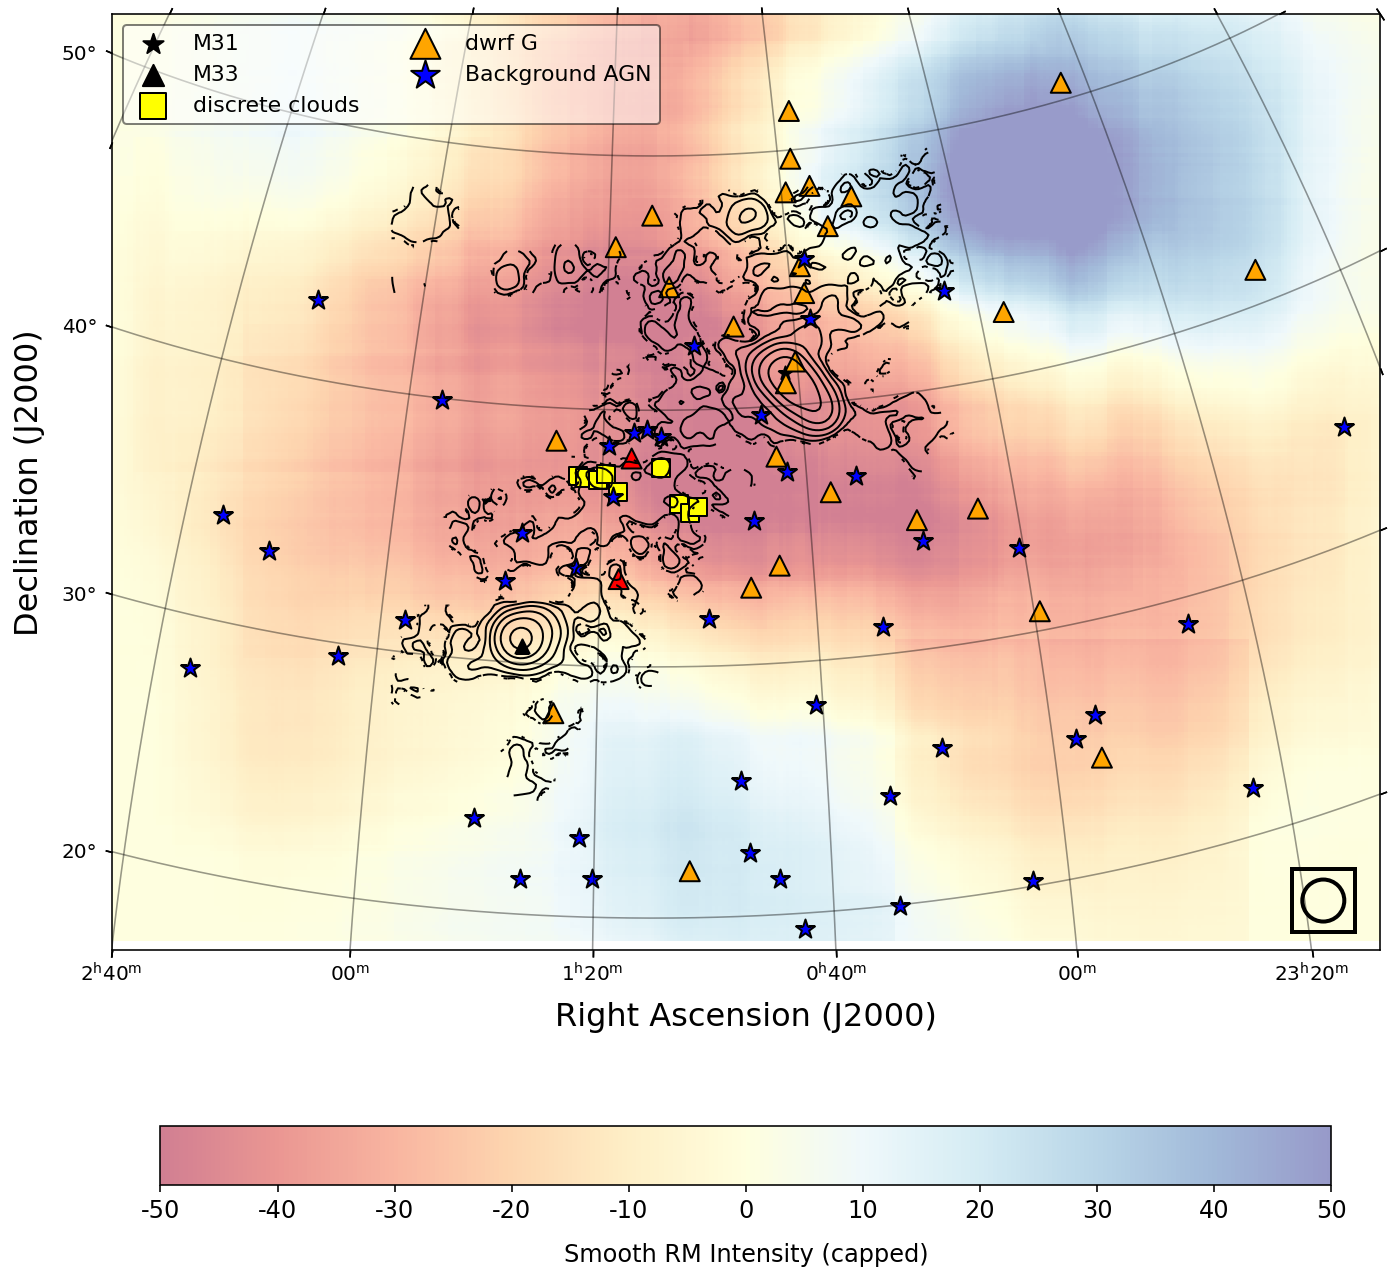 M31
M33
discrete clouds
dwrf G
Background AGN
50°
40°
30°
20°
Declination (J2000)
2ʰ40ᵐ
00ᵐ
1ʰ20ᵐ
0ʰ40ᵐ
00ᵐ
23ʰ20ᵐ
Right Ascension (J2000)
-50
-40
-30
-20
-10
0
10
20
30
40
50
Smooth RM Intensity (capped)